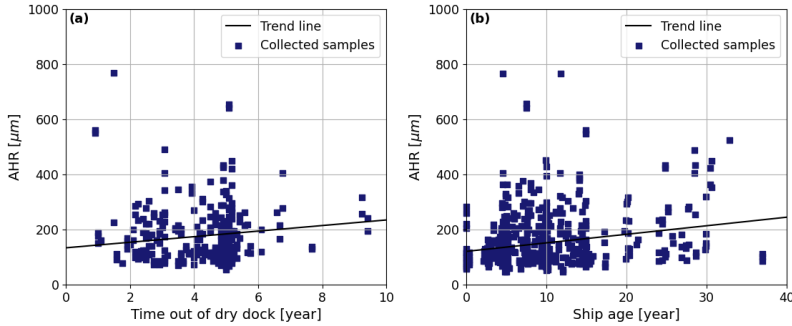 (a)
Trend line
Collected samples
AHR [μm]
1000
800
600
400
200
0
0 2 4 6 8 10
Time out of dry dock [year]
(b)
Trend line
Collected samples
AHR [μm]
1000
800
600
400
200
0
0 10 20 30 40
Ship age [year]